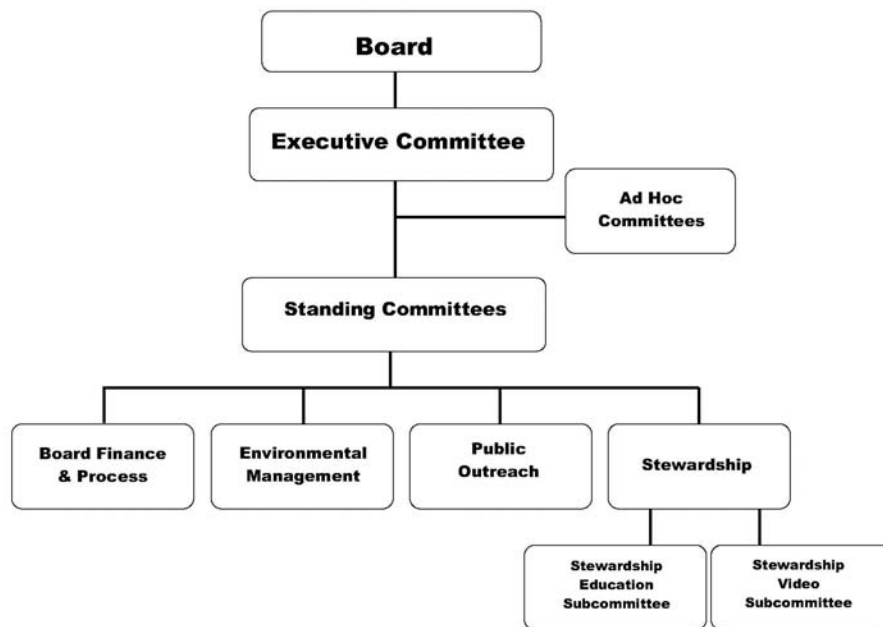 Board
Executive Committee
Ad Hoc
Committees
Standing Committees
Board Finance
& Process
Environmental
Management
Public
Outreach
Stewardship
Stewardship
Education
Subcommittee
Stewardship
Video
Subcommittee